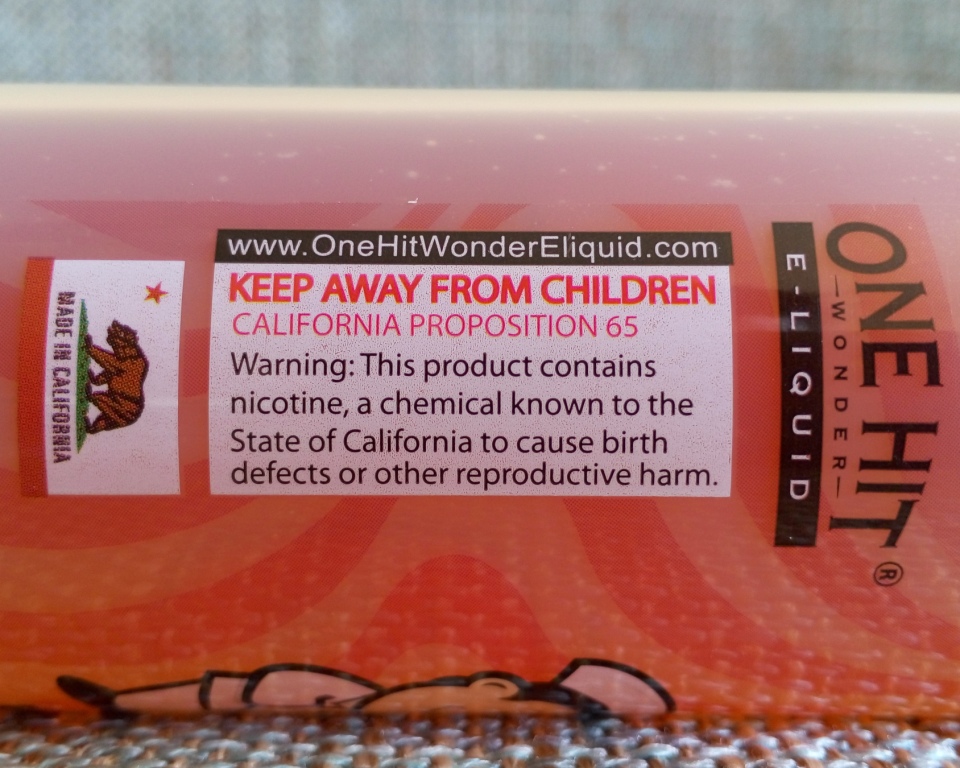 www.OneHitWonderEliquid.com
KEEP AWAY FROM CHILDREN
CALIFORNIA PROPOSITION 65
Warning: This product contains
nicotine, a chemical known to the
State of California to cause birth
defects or other reproductive harm.
MADE IN CALIFORNIA
ONE HIT®
—WONDER—
E-LIQUID